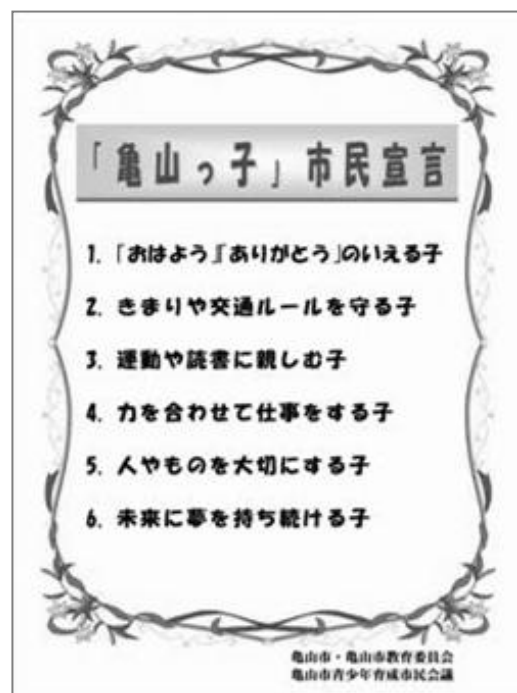 「亀山っ子」市民宣言
1. 「おはよう」「ありがとう」のいえる子
2. きまりや交通ルールを守る子
3. 運動や読書に親しむ子
4. 力を合わせて仕事をする子
5. 人やものを大切にする子
6. 未来に夢を持ち続ける子
亀山市・亀山市教育委員会
亀山市青少年育成市民会議